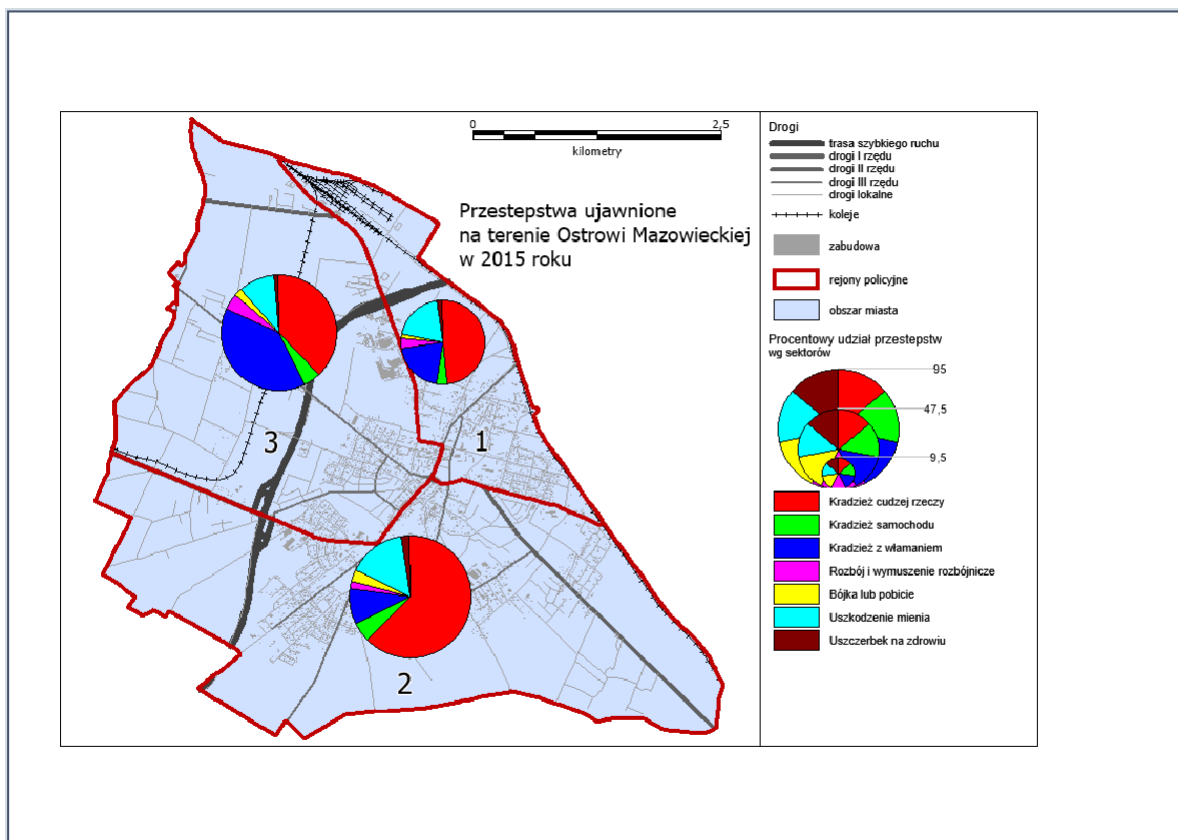 0 2,5
kilometry
Przestępstwa ujawnione
na terenie Ostrowi Mazowieckiej
w 2015 roku
3
1
2
Drogi
trasa szybkiego ruchu
drogi I rzędu
drogi II rzędu
drogi III rzędu
drogi lokalne
koleje
zabudowa
rejony policyjne
obszar miasta
Procentowy udział przestępstw
wg sektorów
95
47,5
9,5
Kradzież cudzej rzeczy
Kradzież samochodu
Kradzież z włamaniem
Rozbój i wymuszenie rozbójnicze
Bójka lub pobicie
Uszkodzenie mienia
Uszczerbek na zdrowiu